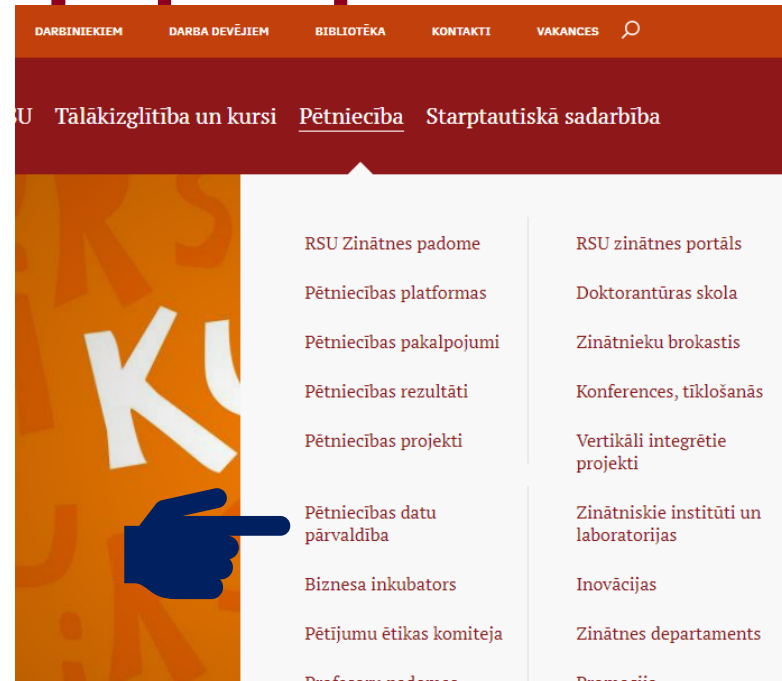 DARBINIEKIEM DARBA DEVĒJIEM BIBLIOTĒKA KONTAKTI VAKANCES
Tālākizglītība un kursi Pētniecība Starptautiskā sadarbība
RSU Zinātnes padome
Pētniecības platformas
Pētniecības pakalpojumi
Pētniecības rezultāti
Pētniecības projekti
Pētniecības datu
pārvaldība
Biznesa inkubators
Pētījumu ētikas komiteja
RSU zinātnes portāls
Doktorantūras skola
Zinātnieku brokastis
Konferences, tīklošanās
Vertikāli integrētie
projekti
Zinātniskie institūti un
laboratorijas
Inovācijas
Zinātnes departaments